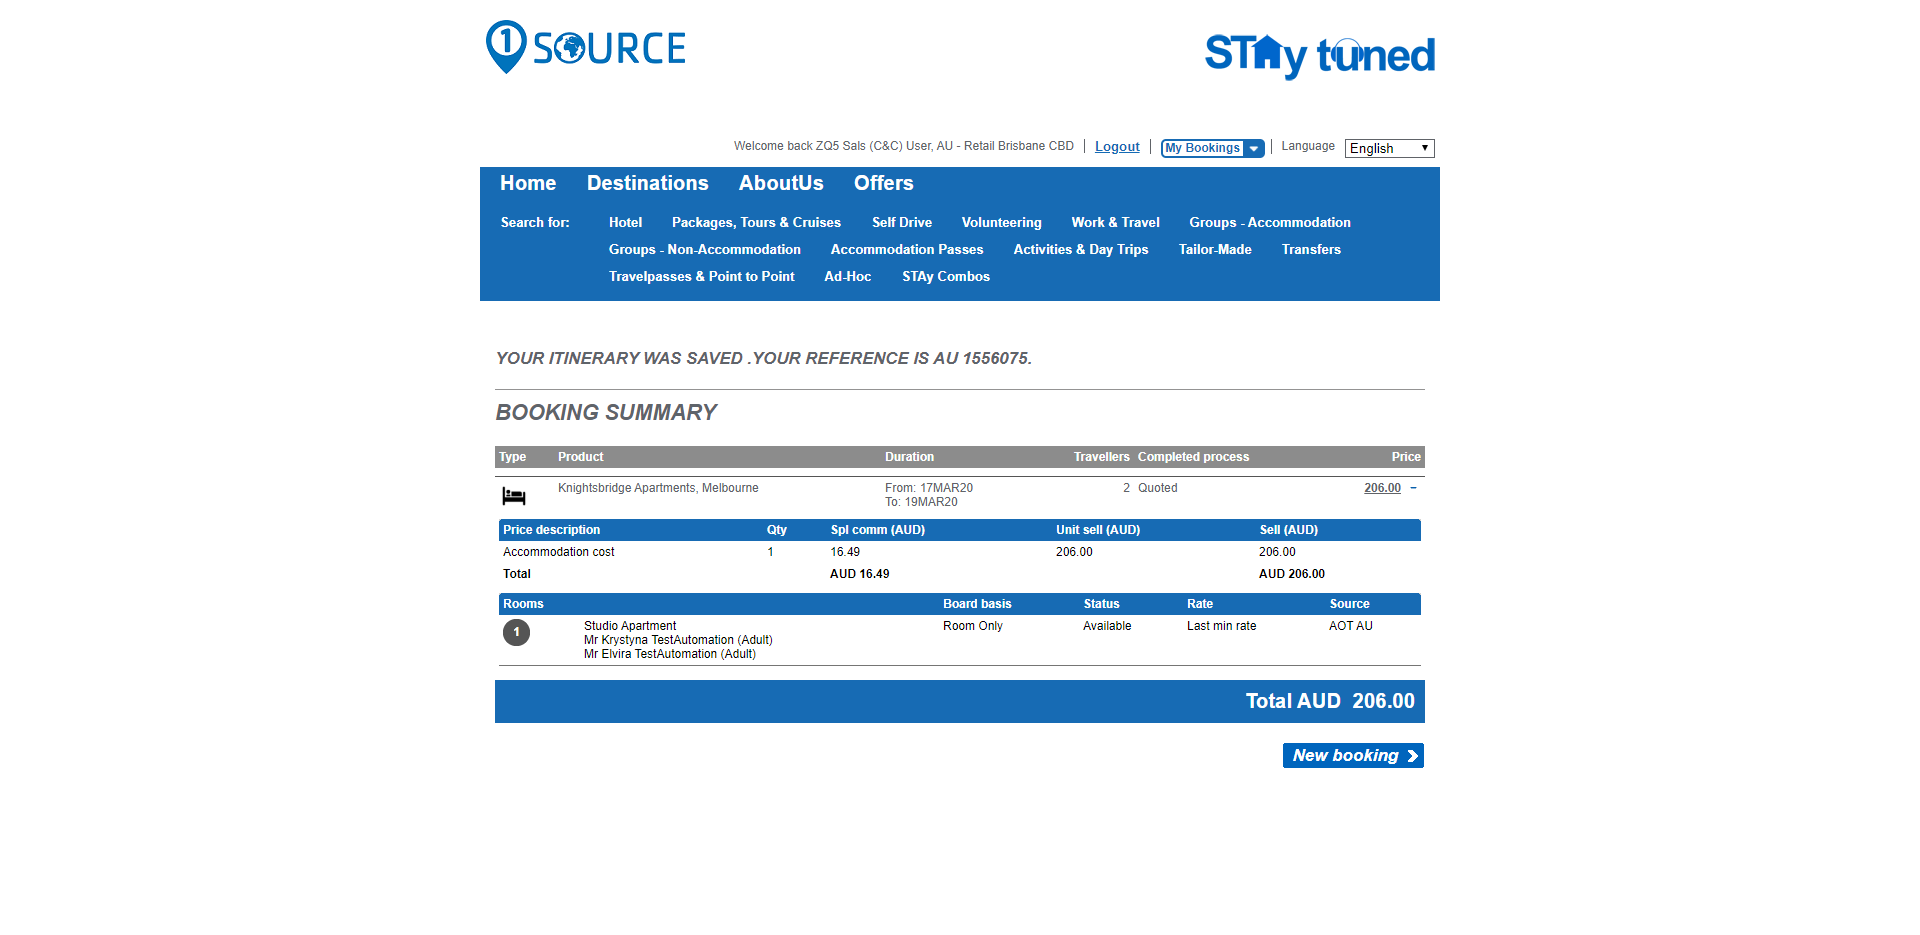 1 SOURCE
STAy tuned
Welcome back ZQ5 Sals (C&C) User, AU - Retail Brisbane CBD | Logout | My Bookings | Language English
Home Destinations AboutUs Offers
Search for: Hotel Packages, Tours & Cruises Self Drive Volunteering Work & Travel Groups - Accommodation
Groups - Non-Accommodation Accommodation Passes Activities & Day Trips Tailor-Made Transfers
Travelpasses & Point to Point Ad-Hoc STAy Combos
YOUR ITINERARY WAS SAVED .YOUR REFERENCE IS AU 1556075.
BOOKING SUMMARY
Type Product Duration Travellers Completed process Price
Knightsbridge Apartments, Melbourne From: 17MAR20 2 Quoted 206.00 –
To: 19MAR20
Price description Qty Spl comm (AUD) Unit sell (AUD) Sell (AUD)
Accommodation cost 1 16.49 206.00 206.00
Total AUD 16.49 AUD 206.00
Rooms Board basis Status Rate Source
1 Studio Apartment Room Only Available Last min rate AOT AU
Mr Krystyna TestAutomation (Adult)
Mr Elvira TestAutomation (Adult)
Total AUD 206.00
New booking